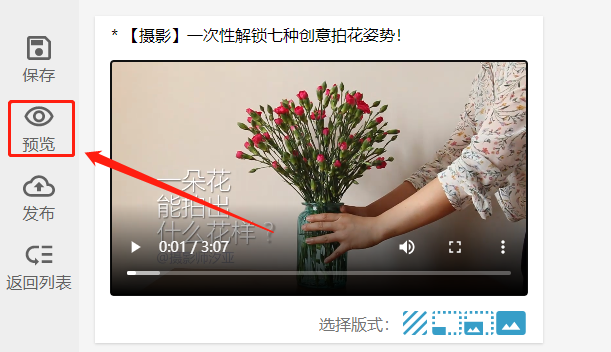 保存
预览
发布
返回列表
* 【摄影】一次性解锁七种创意拍花姿势！
一朵花
能拍出
什么花样？
@摄影师汐亚
0:01 / 3:07
选择版式：